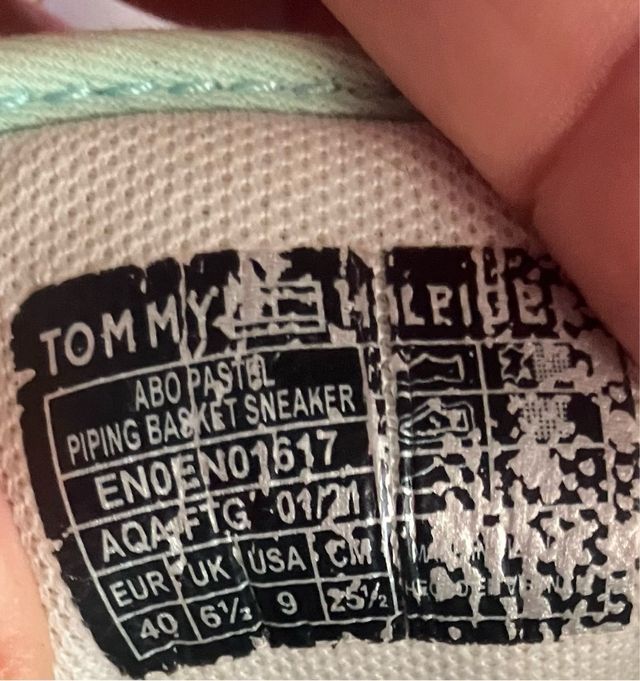 TOMMY HILFIGER
ABO PASTEL
PIPING BASKET SNEAKER
EN0EN01617
AQA FTG 01/21
EUR UK USA CM
40 6½ 9 25½